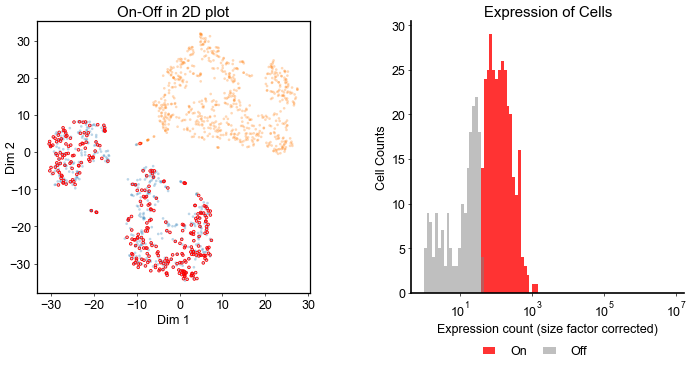 On-Off in 2D plot
30
20
10
0
−10
−20
−30
Dim 2
−30 −20 −10 0 10 20 30
Dim 1
Expression of Cells
30
25
20
15
10
5
0
Cell Counts
10^1 10^3 10^5 10^7
Expression count (size factor corrected)
On Off